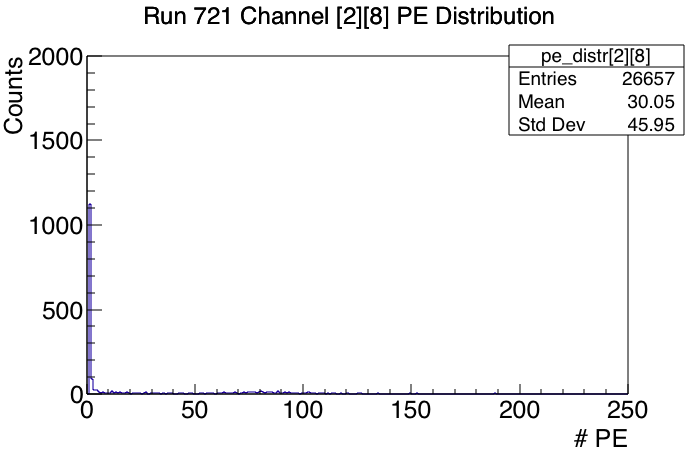 Run 721 Channel [2][8] PE Distribution
Counts
2000
1500
1000
500
0
0 50 100 150 200 250
# PE
pe_distr[2][8]
Entries 26657
Mean 30.05
Std Dev 45.95